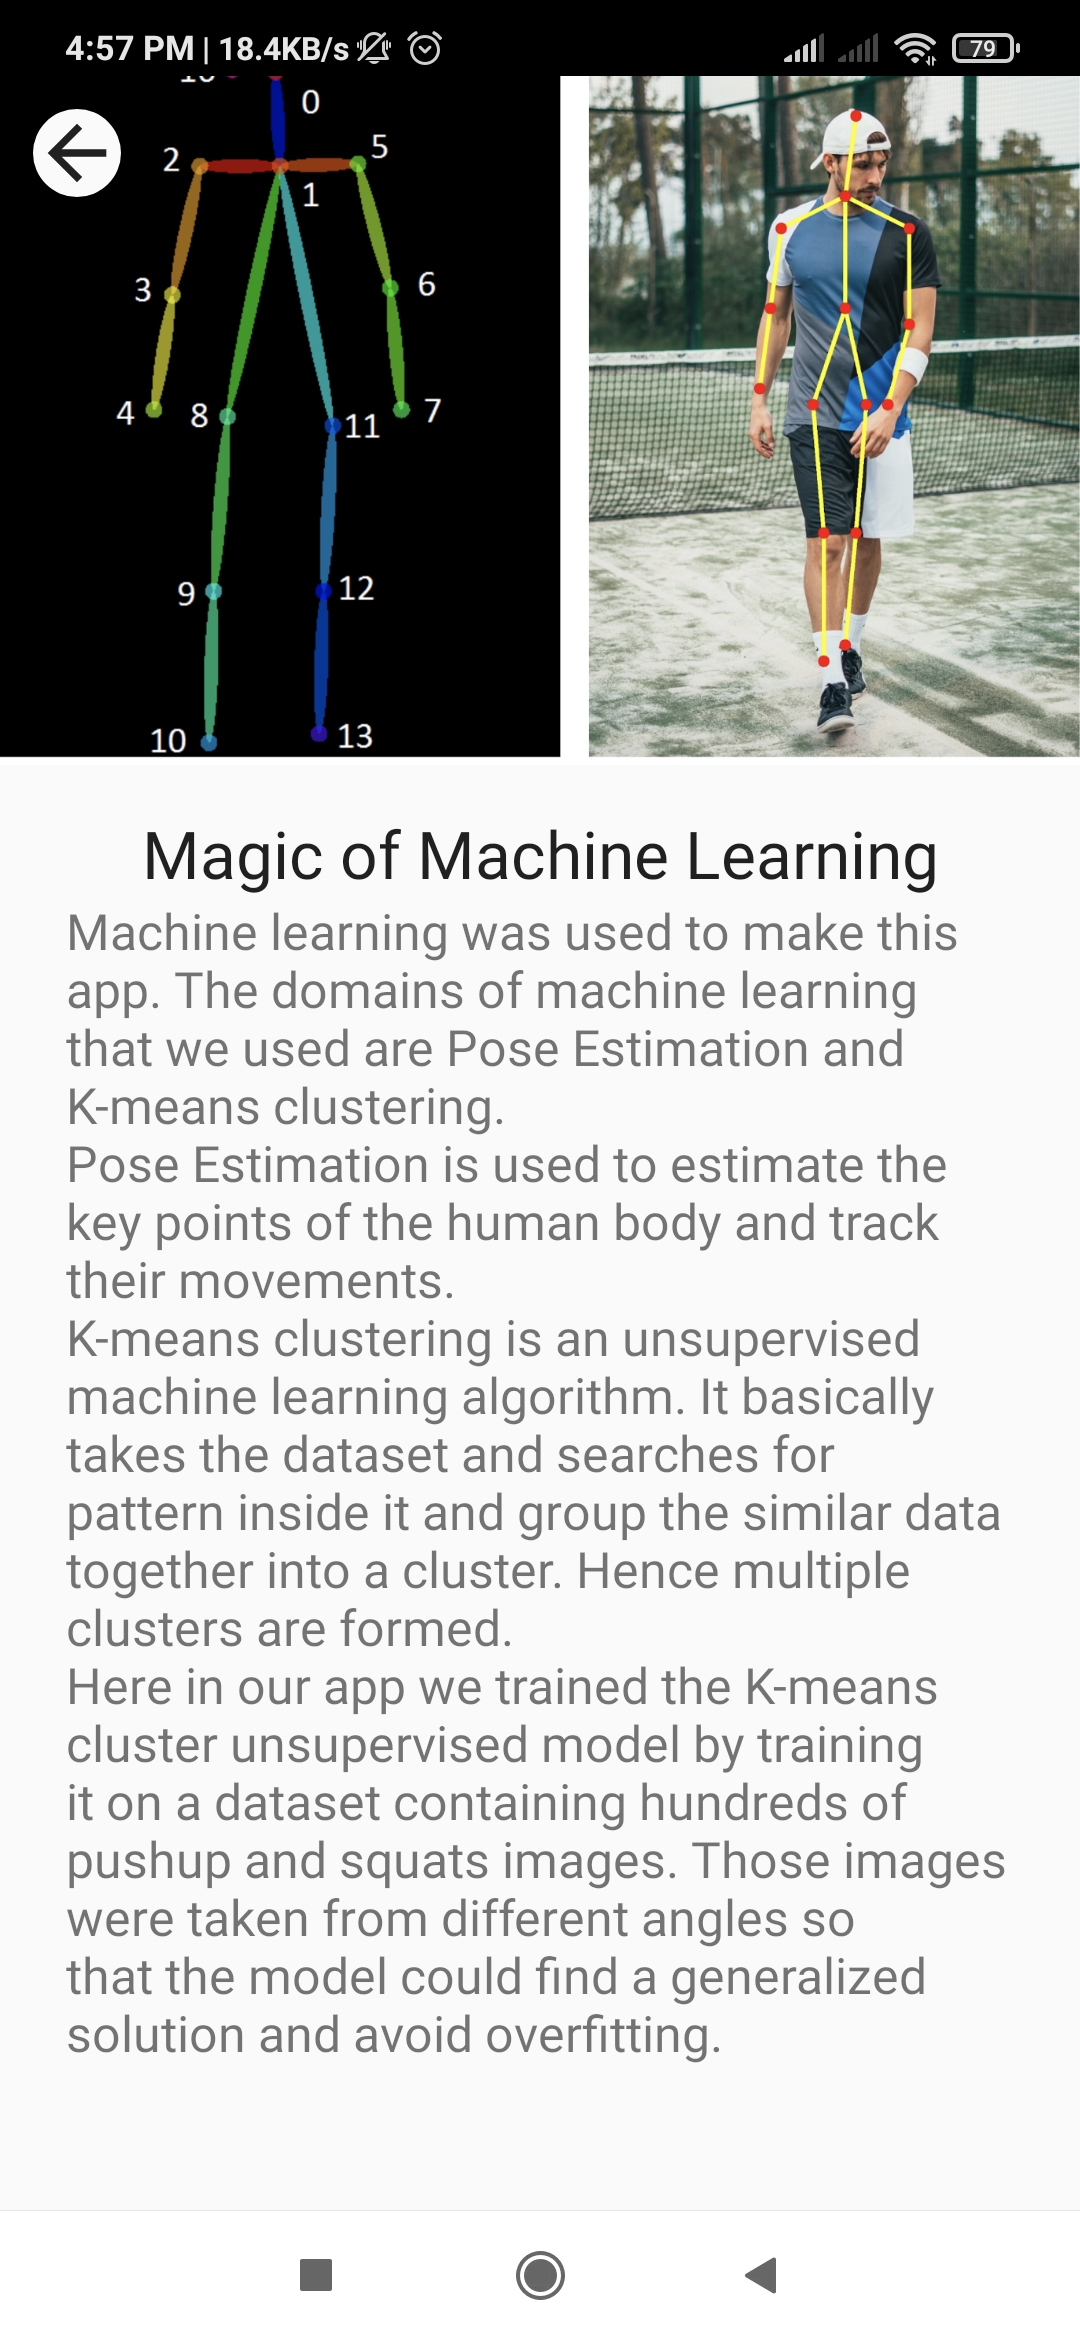 4:57 PM | 18.4KB/s
79
0
2
5
1
3
6
4
8
11
7
9
12
10
13
Magic of Machine Learning
Machine learning was used to make this
app. The domains of machine learning
that we used are Pose Estimation and
K-means clustering.
Pose Estimation is used to estimate the
key points of the human body and track
their movements.
K-means clustering is an unsupervised
machine learning algorithm. It basically
takes the dataset and searches for
pattern inside it and group the similar data
together into a cluster. Hence multiple
clusters are formed.
Here in our app we trained the K-means
cluster unsupervised model by training
it on a dataset containing hundreds of
pushup and squats images. Those images
were taken from different angles so
that the model could find a generalized
solution and avoid overfitting.